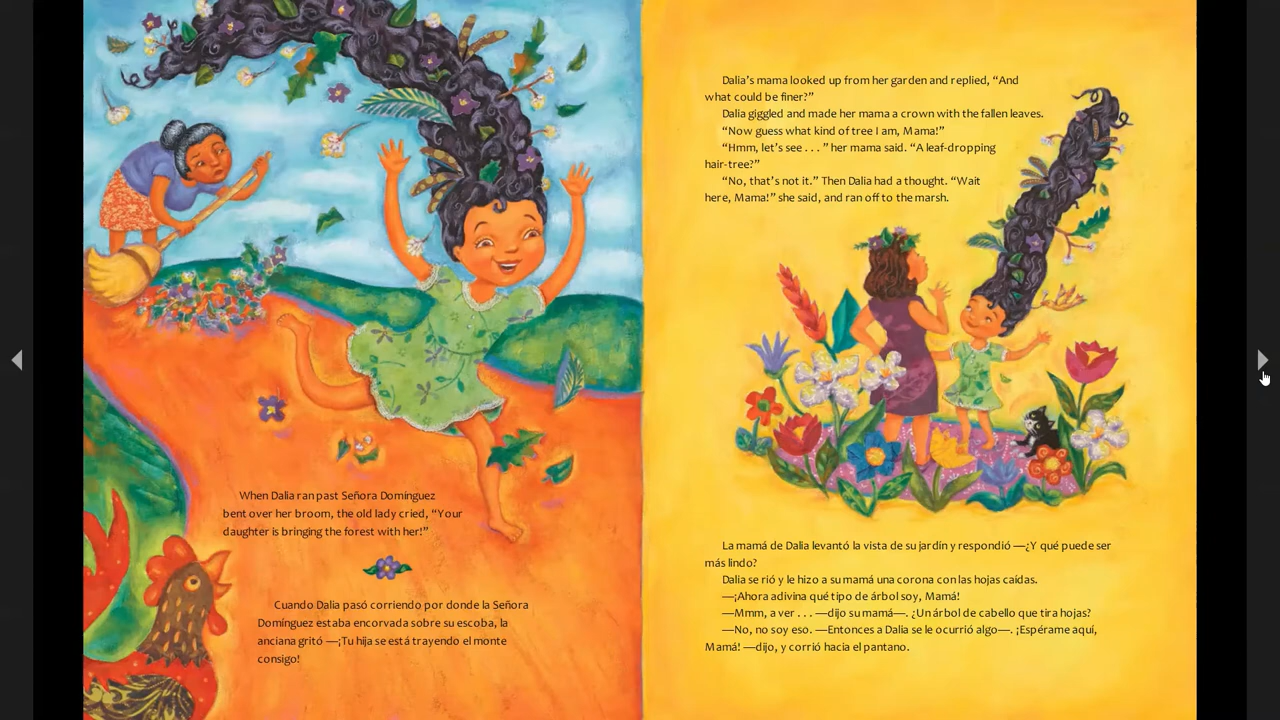 When Dalia ran past Señora Domínguez
bent over her broom, the old lady cried, “Your
daughter is bringing the forest with her!”
Cuando Dalia pasó corriendo por donde la Señora
Domínguez estaba encorvada sobre su escoba, la
anciana gritó —¡Tu hija se está trayendo el monte
consigo!
Dalia’s mama looked up from her garden and replied, “And
what could be finer?”
Dalia giggled and made her mama a crown with the fallen leaves.
“Now guess what kind of tree I am, Mama!”
“Hmm, let’s see . . . ” her mama said. “A leaf-dropping
hair-tree?”
“No, that’s not it.” Then Dalia had a thought. “Wait
here, Mama!” she said, and ran off to the marsh.
La mamá de Dalia levantó la vista de su jardín y respondió —¿Y qué puede ser
más lindo?
Dalia se rió y le hizo a su mamá una corona con las hojas caídas.
—¡Ahora adivina qué tipo de árbol soy, Mamá!
—Mmm, a ver . . . —dijo su mamá—. ¿Un árbol de cabello que tira hojas?
—No, no soy eso. —Entonces a Dalia se le ocurrió algo—. ¡Espérame aquí,
Mamá! —dijo, y corrió hacia el pantano.